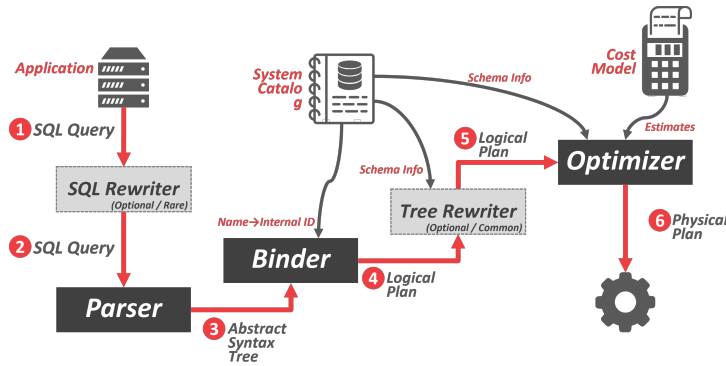 Application
1 SQL Query
SQL Rewriter
(Optional / Rare)
2 SQL Query
Parser
3 Abstract
Syntax
Tree
System
Catalo
g
Name→Internal ID
Binder
4 Logical
Plan
Schema Info
Schema Info
Tree Rewriter
(Optional / Common)
5 Logical
Plan
Cost
Model
Estimates
Optimizer
6 Physical
Plan